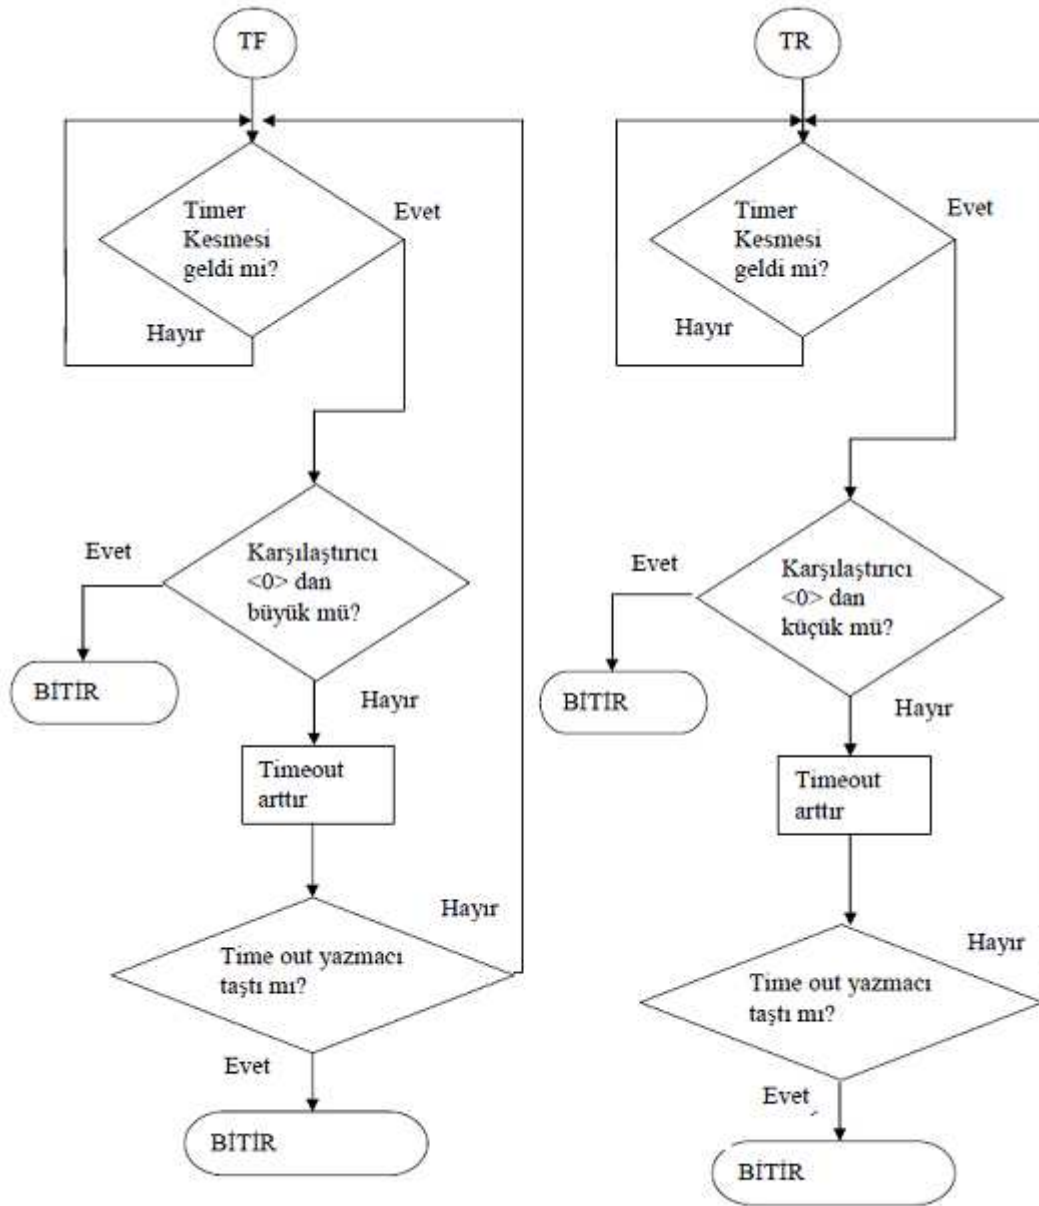 TF
Timer
Kesmesi
geldi mi?
Evet
Hayır
Karşılaştırıcı
<0> dan
büyük mü?
Evet
BİTİR
Hayır
Timeout
arttır
Hayır
Time out yazmacı
taştı mı?
Evet
BİTİR
TR
Timer
Kesmesi
geldi mi?
Evet
Hayır
Karşılaştırıcı
<0> dan
küçük mü?
Evet
BİTİR
Hayır
Timeout
arttır
Hayır
Time out yazmacı
taştı mı?
Evet
BİTİR